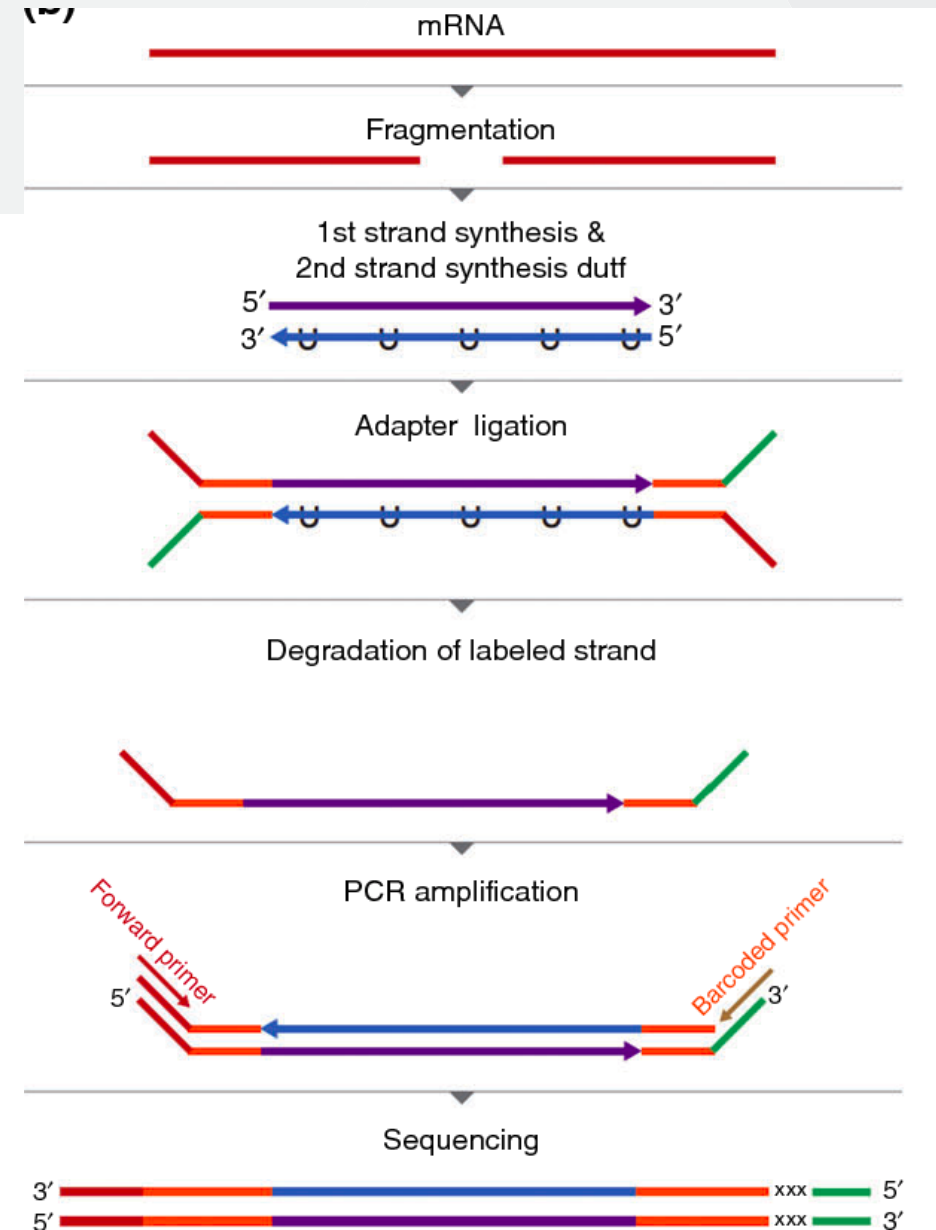 (b)
mRNA
Fragmentation
1st strand synthesis &
2nd strand synthesis dutf
5′ 3′
3′ U U U U U 5′
Adapter ligation
U U U U U
Degradation of labeled strand
PCR amplification
Forward primer
Barcoded primer
5′ 3′
Sequencing
3′ xxx 5′
5′ xxx 3′